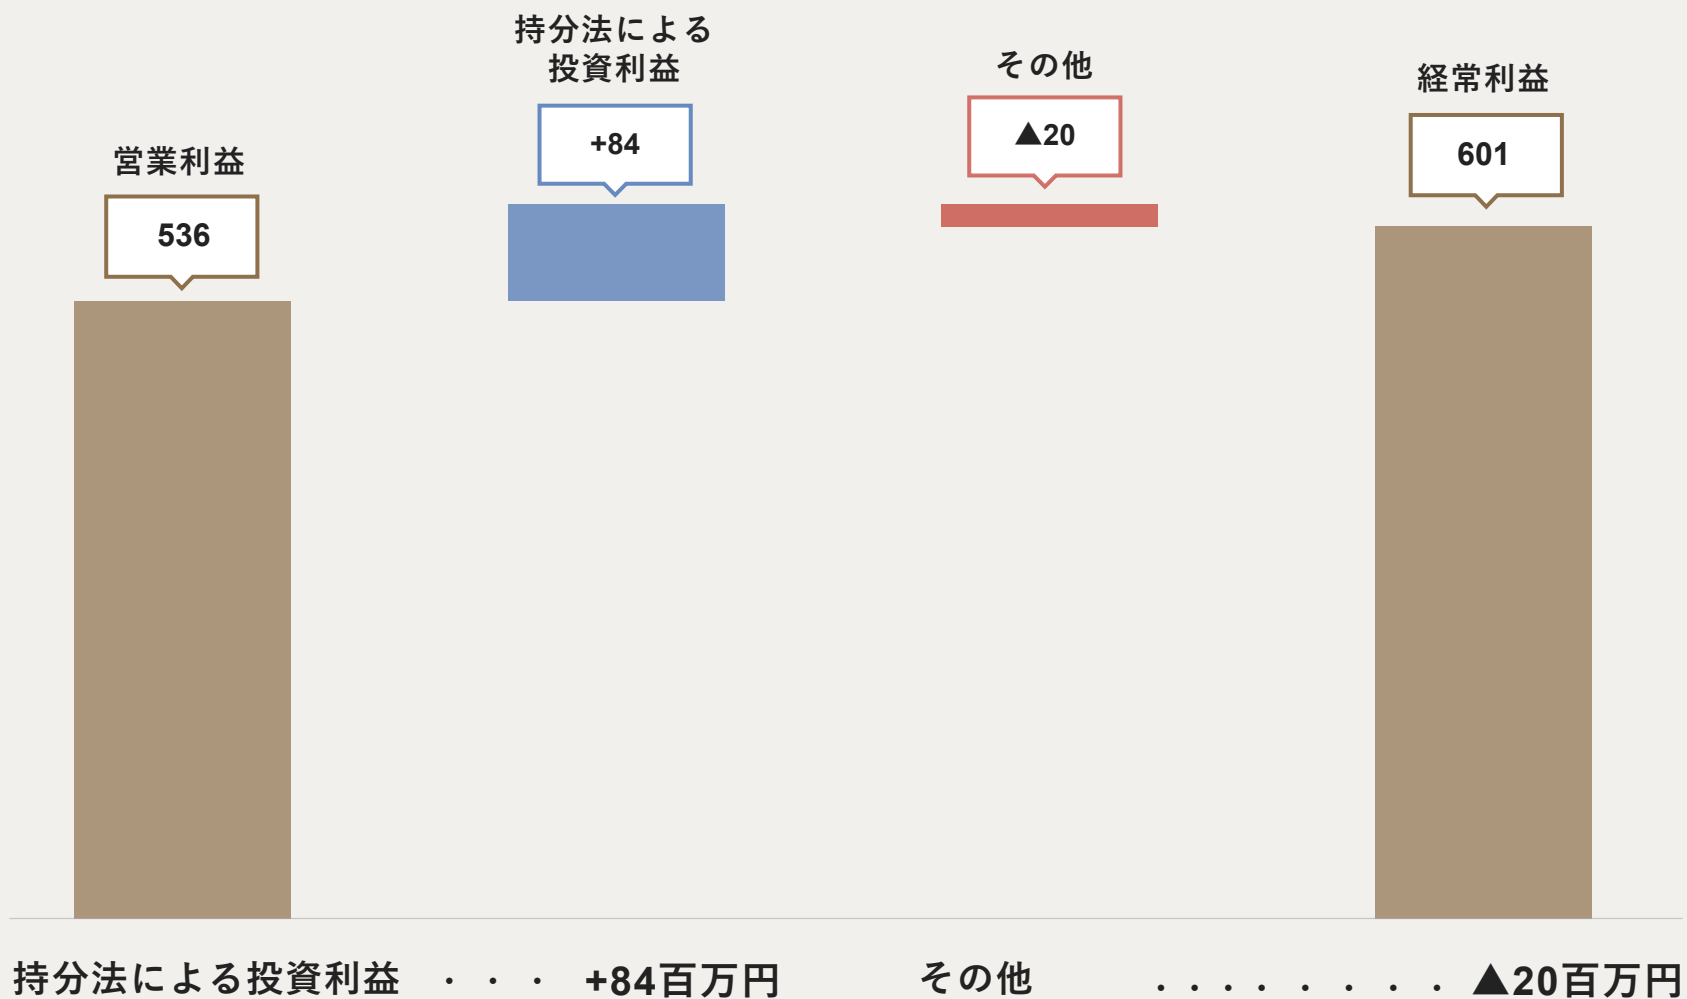 持分法による
投資利益
その他
経常利益
営業利益
+84
▲20
601
536
持分法による投資利益 ・・・ +84百万円
その他 ・・・・・・・・ ▲20百万円